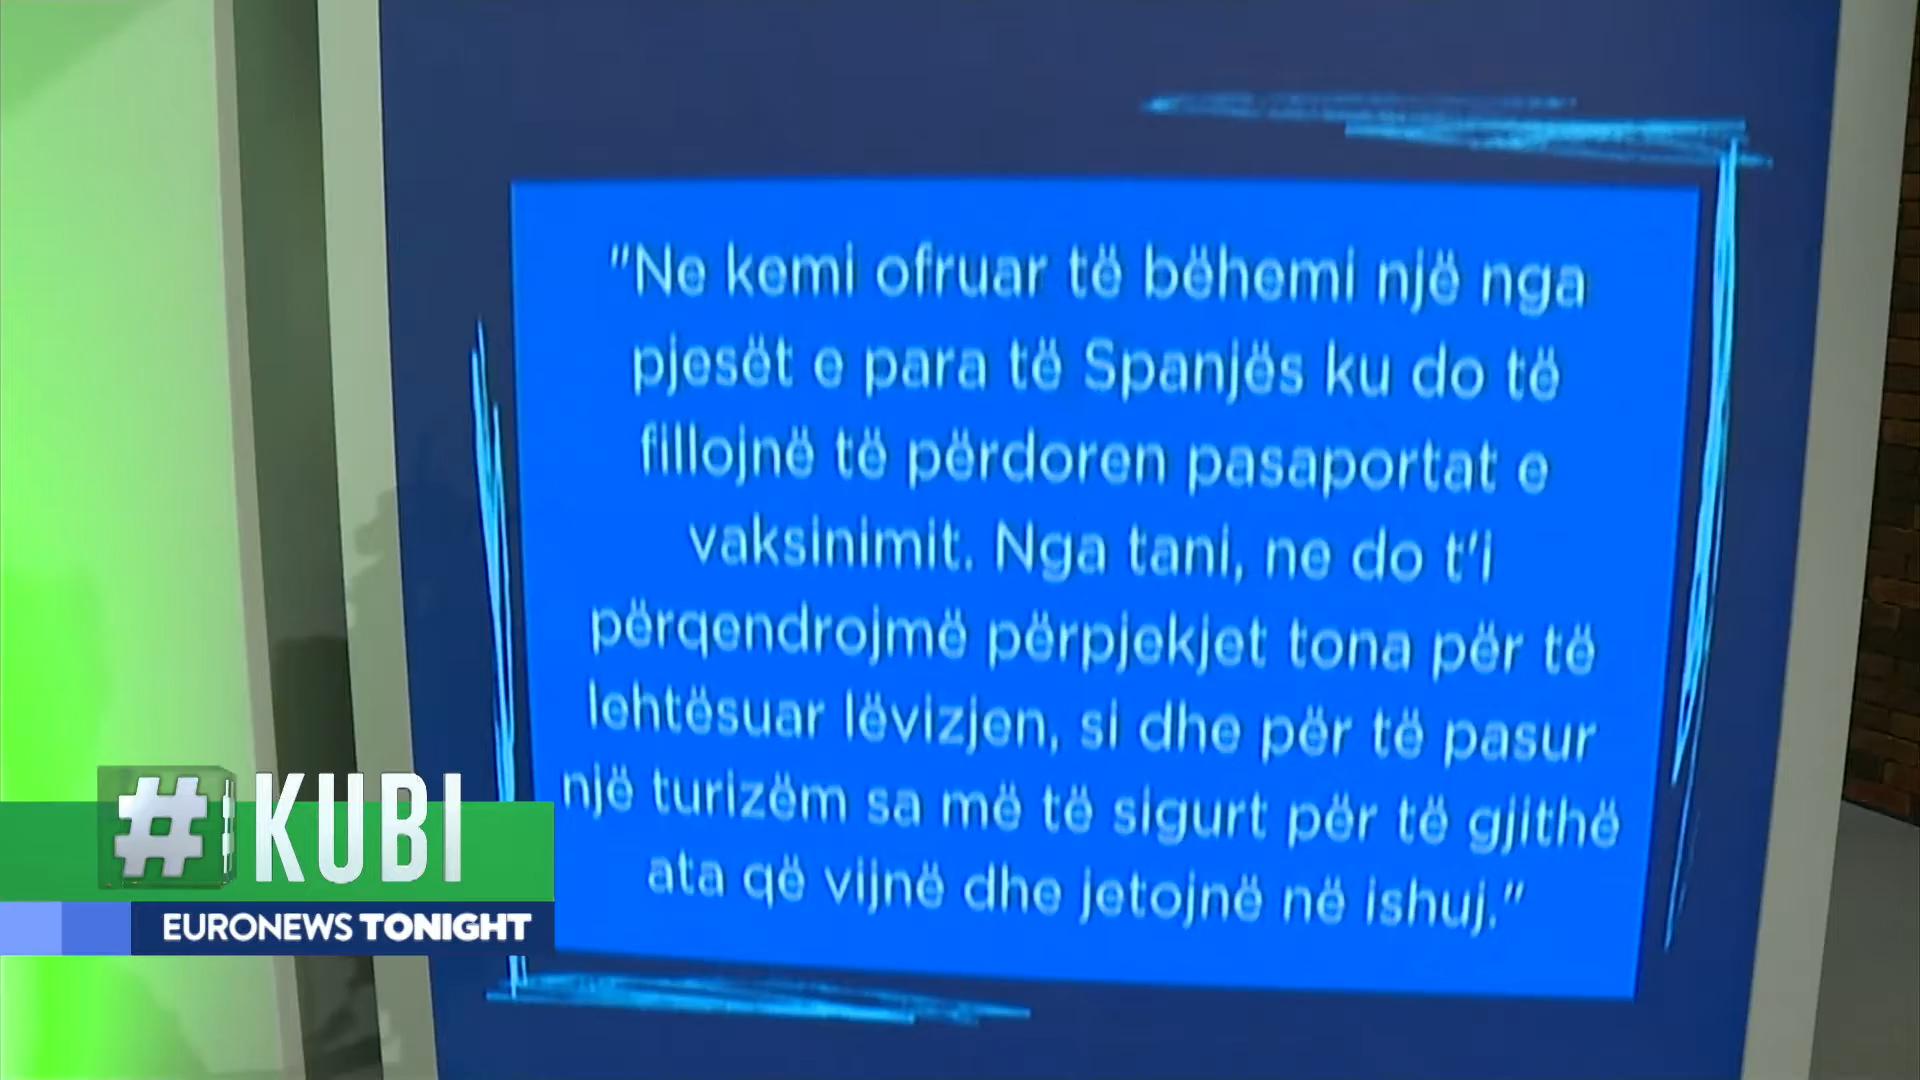 "Ne kemi ofruar të bëhemi një nga
pjesët e para të Spanjës ku do të
fillojnë të përdoren pasaportat e
vaksinimit. Nga tani, ne do t'i
përqendrojmë përpjekjet tona për të
lehtësuar lëvizjen, si dhe për të pasur
një turizëm sa më të sigurt për të gjithë
ata që vijnë dhe jetojnë në ishuj."
# KUBI
EURONEWS TONIGHT